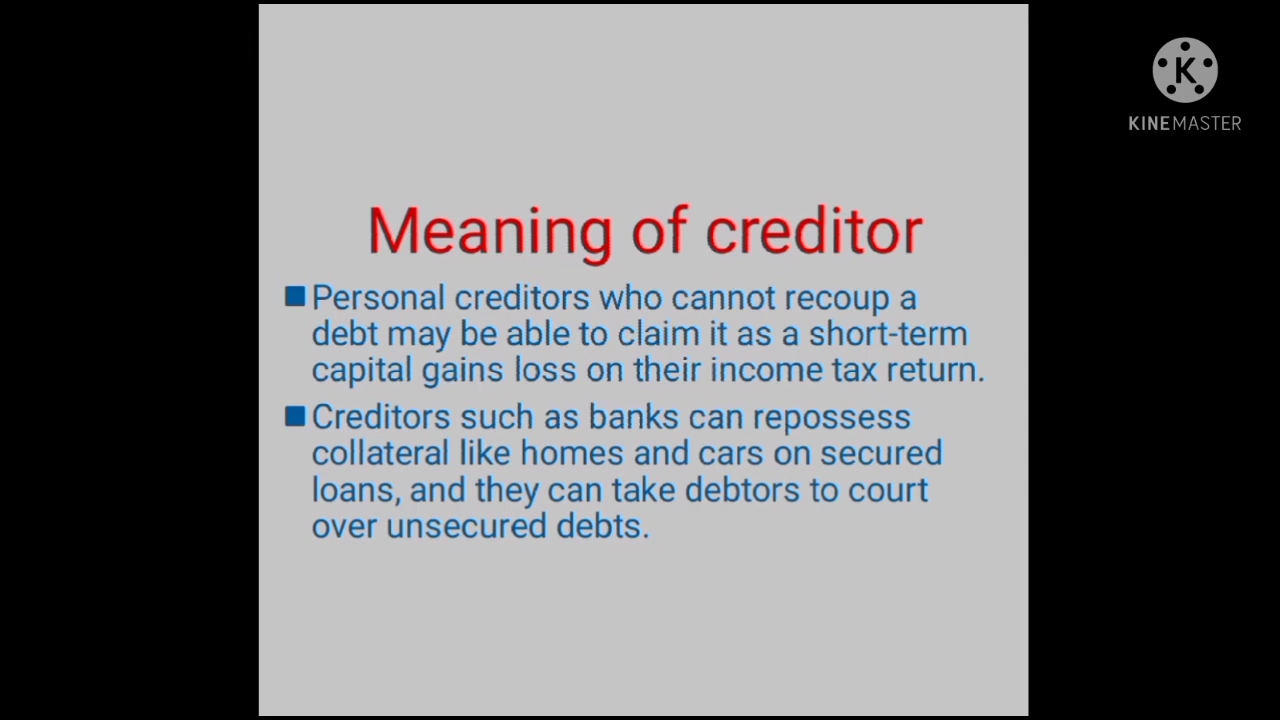 K
KINEMASTER
Meaning of creditor
Personal creditors who cannot recoup a
debt may be able to claim it as a short-term
capital gains loss on their income tax return.
Creditors such as banks can repossess
collateral like homes and cars on secured
loans, and they can take debtors to court
over unsecured debts.